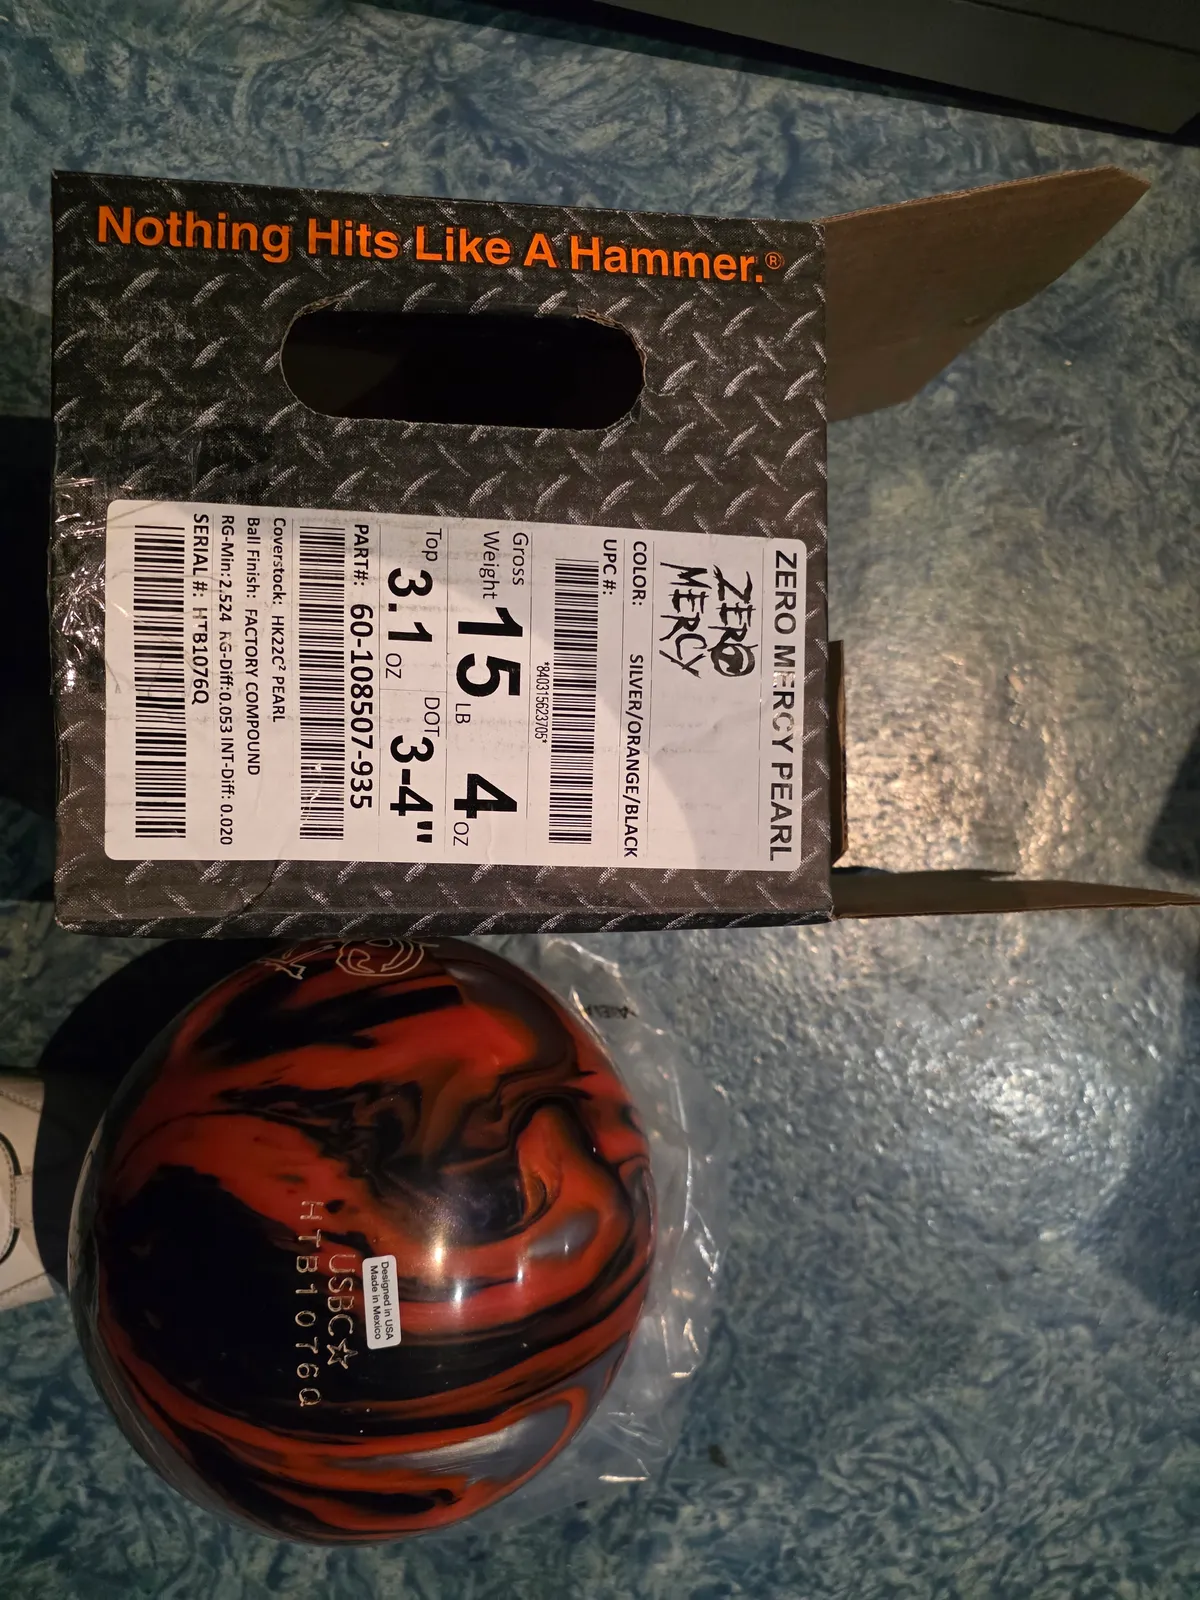 Nothing Hits Like A Hammer.®
ZERO MERCY PEARL
ZERO
MERCY
COLOR: SILVER/ORANGE/BLACK
UPC #:
*840315623705*
Gross Weight 15 LB 4 OZ
Top 3.1 OZ DOT 3-4"
PART#: 60-108507-935
Coverstock: HK22C² PEARL
Ball Finish: FACTORY COMPOUND
RG-Min: 2.524 RG-Diff: 0.053 INT-Diff: 0.020
SERIAL #: HTB1076Q
Designed in USA
Made in Mexico
USBC☆
HTB1076Q